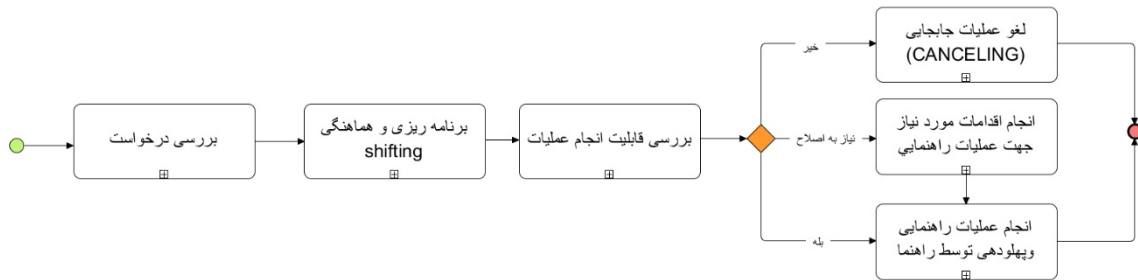 بررسی درخواست
برنامه ریزی و هماهنگی
shifting
بررسی قابلیت انجام عملیات
خیر
لغو عملیات جابجایی
(CANCELING)
نیاز به اصلاح
انجام اقدامات مورد نیاز
جهت عملیات راهنمايي
بله
انجام عملیات راهنمایی
وپهلودهی توسط راهنما